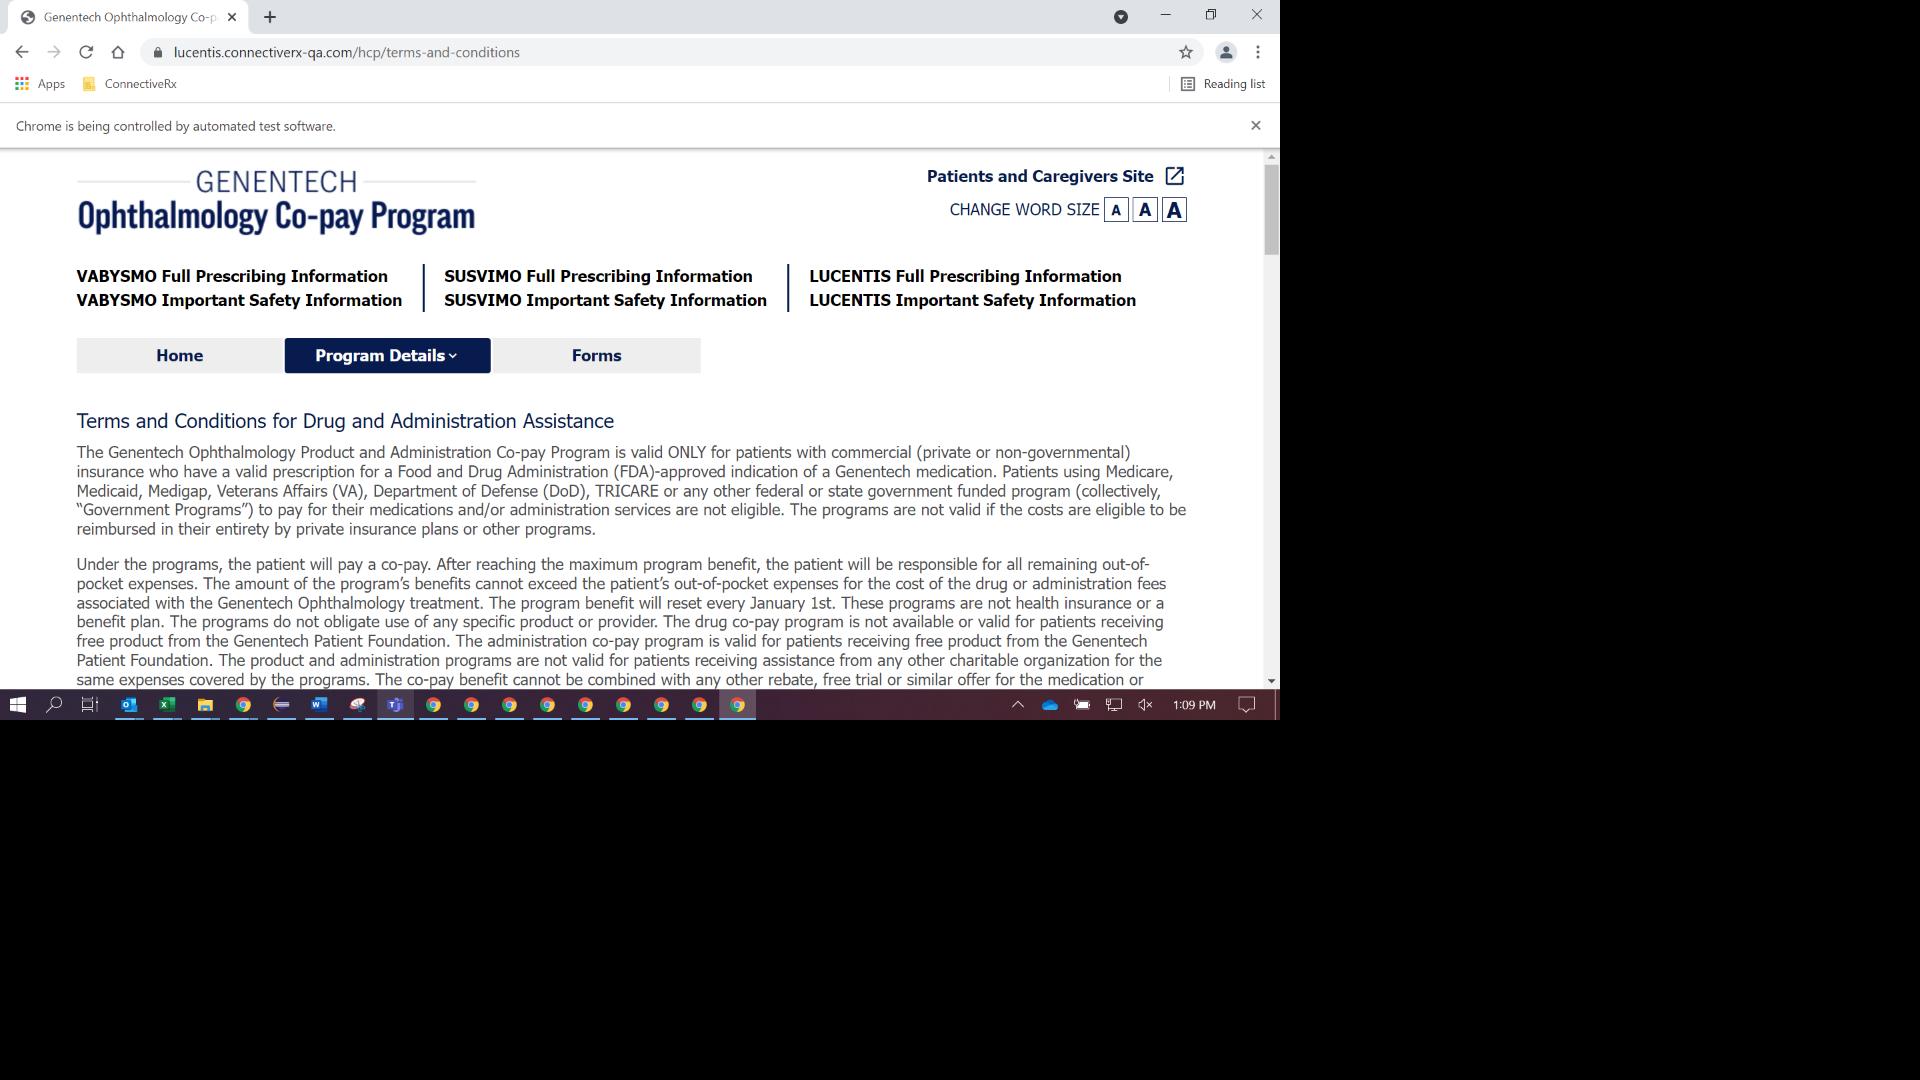 Genentech Ophthalmology Co-p
lucentis.connectiverx-qa.com/hcp/terms-and-conditions
Apps
ConnectiveRx
Reading list
Chrome is being controlled by automated test software.
GENENTECH
Ophthalmology Co-pay Program
Patients and Caregivers Site
CHANGE WORD SIZE A A A
VABYSMO Full Prescribing Information
VABYSMO Important Safety Information
SUSVIMO Full Prescribing Information
SUSVIMO Important Safety Information
LUCENTIS Full Prescribing Information
LUCENTIS Important Safety Information
Home
Program Details
Forms
Terms and Conditions for Drug and Administration Assistance
The Genentech Ophthalmology Product and Administration Co-pay Program is valid ONLY for patients with commercial (private or non-governmental)
insurance who have a valid prescription for a Food and Drug Administration (FDA)-approved indication of a Genentech medication. Patients using Medicare,
Medicaid, Medigap, Veterans Affairs (VA), Department of Defense (DoD), TRICARE or any other federal or state government funded program (collectively,
“Government Programs”) to pay for their medications and/or administration services are not eligible. The programs are not valid if the costs are eligible to be
reimbursed in their entirety by private insurance plans or other programs.
Under the programs, the patient will pay a co-pay. After reaching the maximum program benefit, the patient will be responsible for all remaining out-of-
pocket expenses. The amount of the program’s benefits cannot exceed the patient’s out-of-pocket expenses for the cost of the drug or administration fees
associated with the Genentech Ophthalmology treatment. The program benefit will reset every January 1st. These programs are not health insurance or a
benefit plan. The programs do not obligate use of any specific product or provider. The drug co-pay program is not available or valid for patients receiving
free product from the Genentech Patient Foundation. The administration co-pay program is valid for patients receiving free product from the Genentech
Patient Foundation. The product and administration programs are not valid for patients receiving assistance from any other charitable organization for the
same expenses covered by the programs. The co-pay benefit cannot be combined with any other rebate, free trial or similar offer for the medication or
1:09 PM